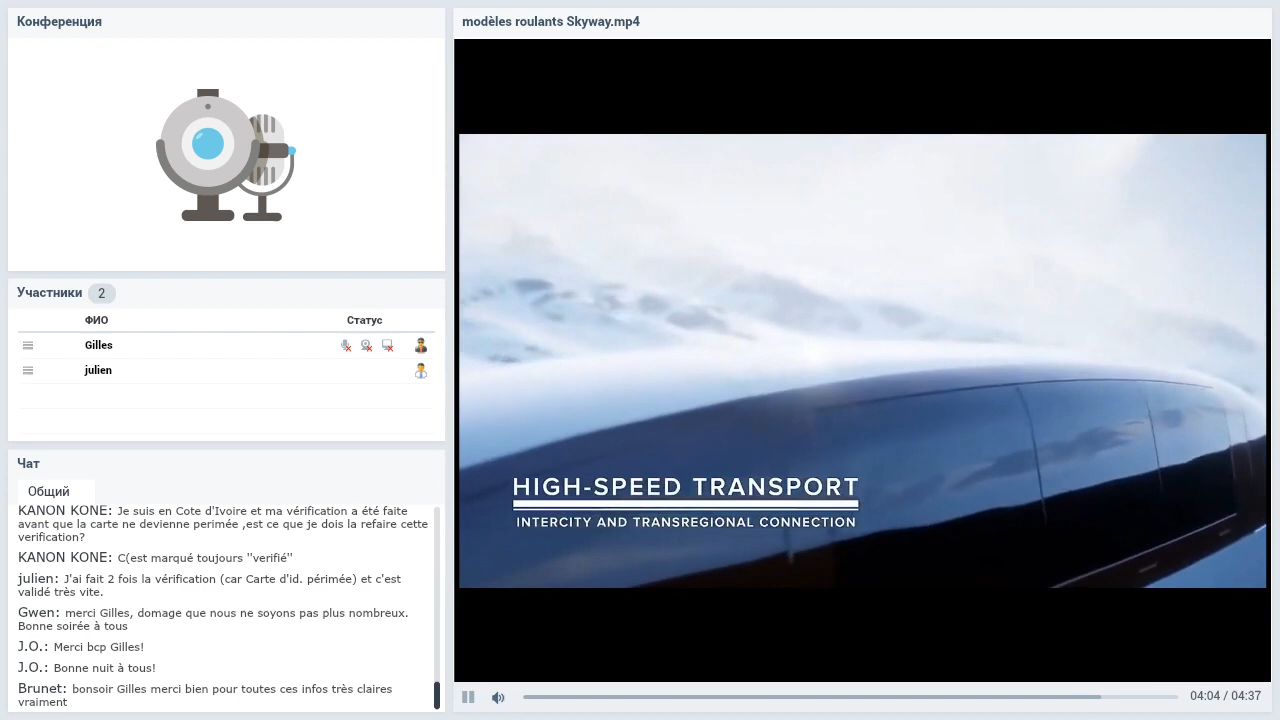 Конференция
Участники 2
ФИО Статус
Gilles
julien
Чат
Общий
KANON KONE: Je suis en Cote d'Ivoire et ma vérification a été faite
avant que la carte ne devienne perimée ,est ce que je dois la refaire cette
verification?
KANON KONE: C(est marqué toujours "verifié"
julien: J'ai fait 2 fois la vérification (car Carte d'id. périmée) et c'est
validé très vite.
Gwen: merci Gilles, domage que nous ne soyons pas plus nombreux.
Bonne soirée à tous
J.O.: Merci bcp Gilles!
J.O.: Bonne nuit à tous!
Brunet: bonsoir Gilles merci bien pour toutes ces infos très claires
vraiment
modèles roulants Skyway.mp4
HIGH-SPEED TRANSPORT
INTERCITY AND TRANSREGIONAL CONNECTION
04:04 / 04:37